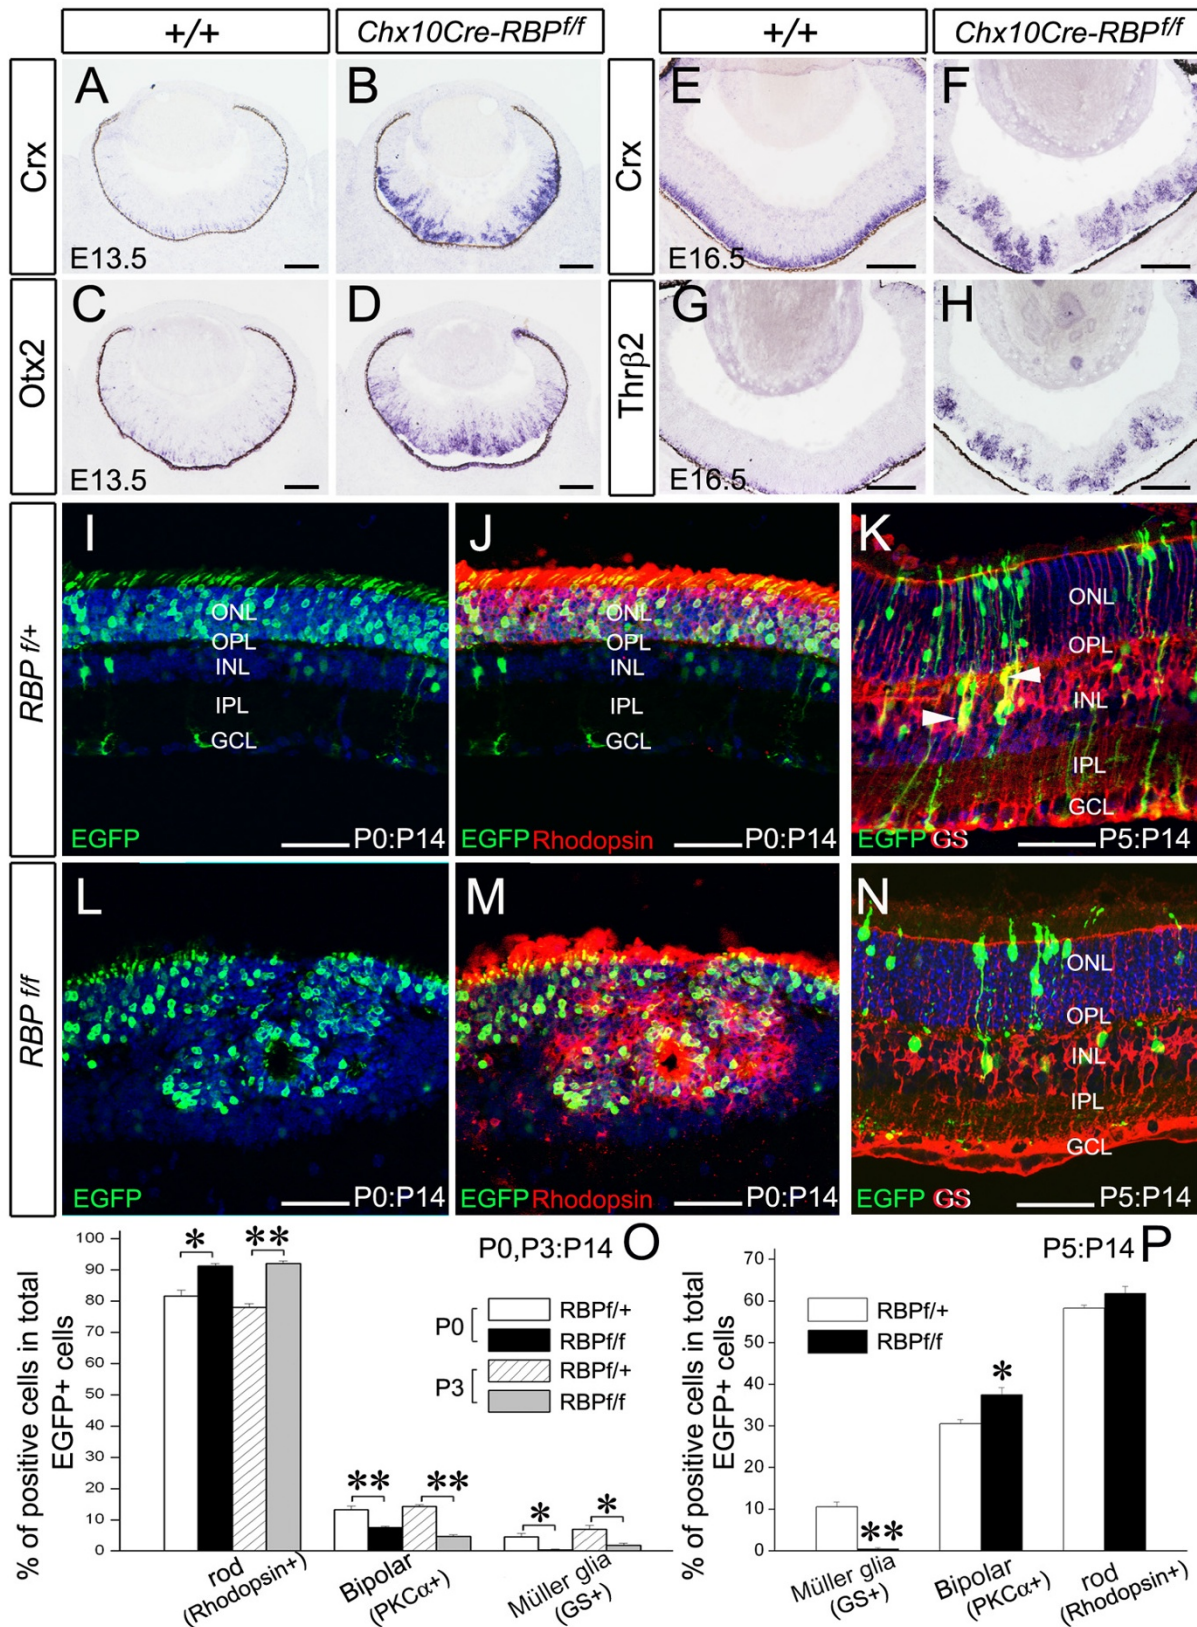 +/+
Chx10Cre-RBPf/f
+/+
Chx10Cre-RBPf/f
Crx
A
E13.5
B
Crx
E
E16.5
F
Otx2
C
E13.5
D
Thrβ2
G
E16.5
H
RBP f/+
I
ONL
OPL
INL
IPL
GCL
EGFP
P0:P14
J
ONL
OPL
INL
IPL
GCL
EGFP Rhodopsin
P0:P14
K
ONL
OPL
INL
IPL
GCL
EGFP GS
P5:P14
RBP f/f
L
EGFP
P0:P14
M
EGFP Rhodopsin
P0:P14
N
ONL
OPL
INL
IPL
GCL
EGFP GS
P5:P14
O
P0,P3:P14
% of positive cells in total
EGFP+ cells
100
90
80
70
60
50
40
30
20
10
0
*
**
**
**
*
*
P0
RBPf/+
RBPf/f
P3
RBPf/+
RBPf/f
rod
(Rhodopsin+)
Bipolar
(PKCα+)
Müller glia
(GS+)
P5:P14
P
% of positive cells in total
EGFP+ cells
70
60
50
40
30
20
10
0
RBPf/+
RBPf/f
**
*
Müller glia
(GS+)
Bipolar
(PKCα+)
rod
(Rhodopsin+)